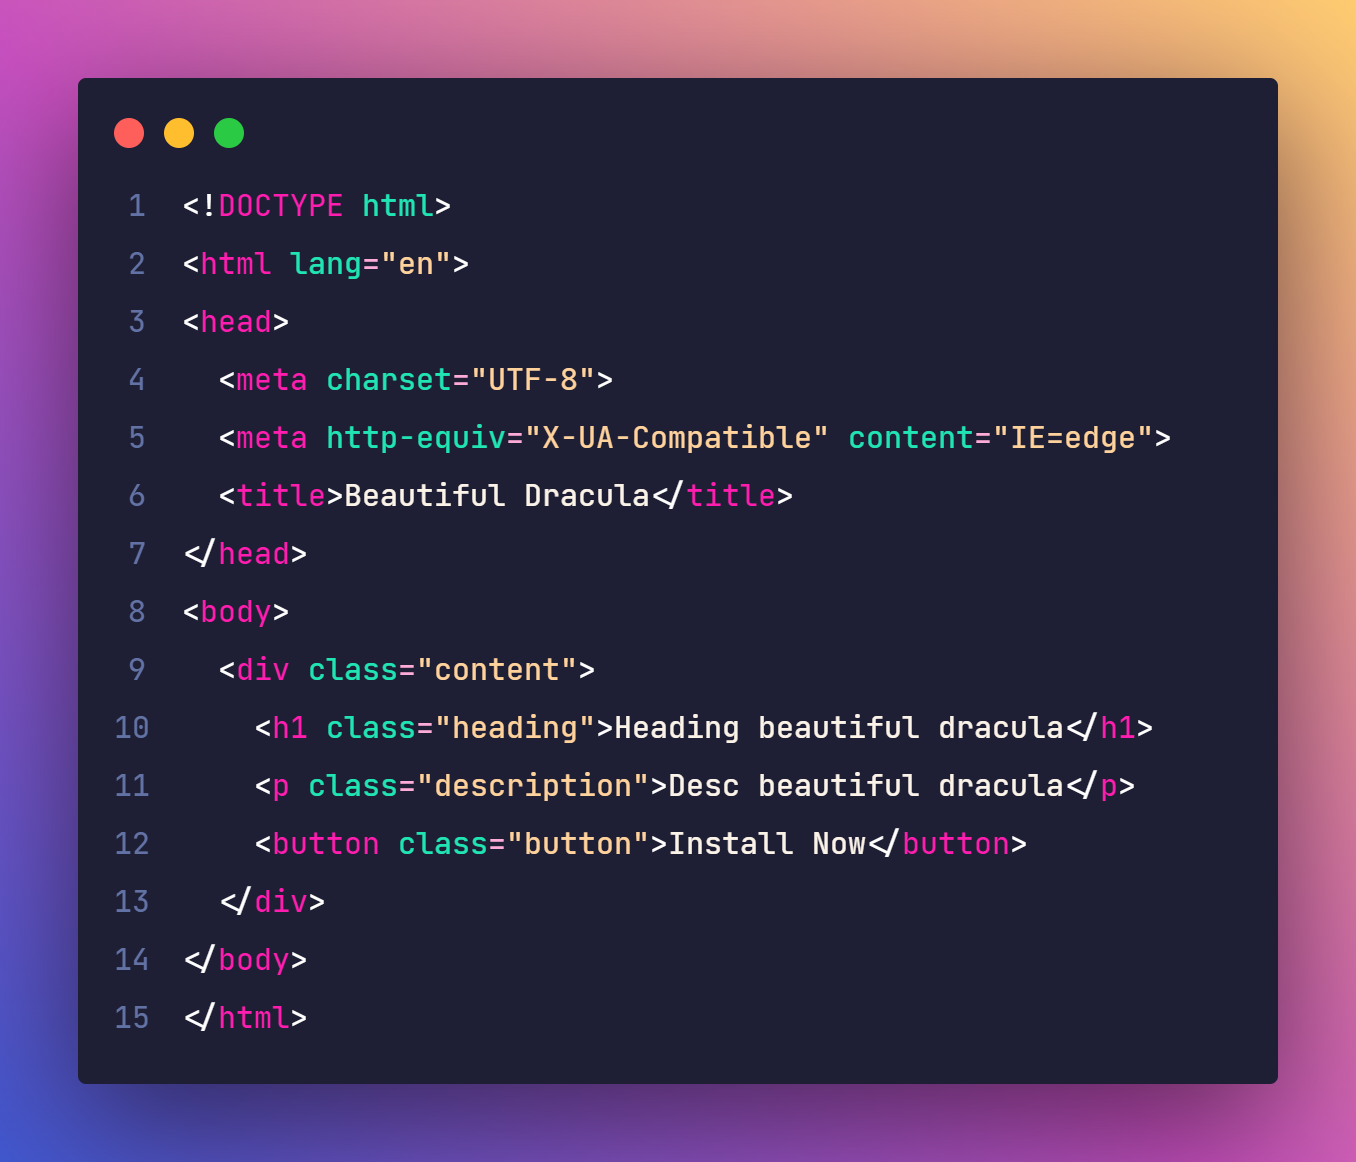 1 <!DOCTYPE html>
2 <html lang="en">
3 <head>
4   <meta charset="UTF-8">
5   <meta http-equiv="X-UA-Compatible" content="IE=edge">
6   <title>Beautiful Dracula</title>
7 </head>
8 <body>
9   <div class="content">
10     <h1 class="heading">Heading beautiful dracula</h1>
11     <p class="description">Desc beautiful dracula</p>
12     <button class="button">Install Now</button>
13   </div>
14 </body>
15 </html>